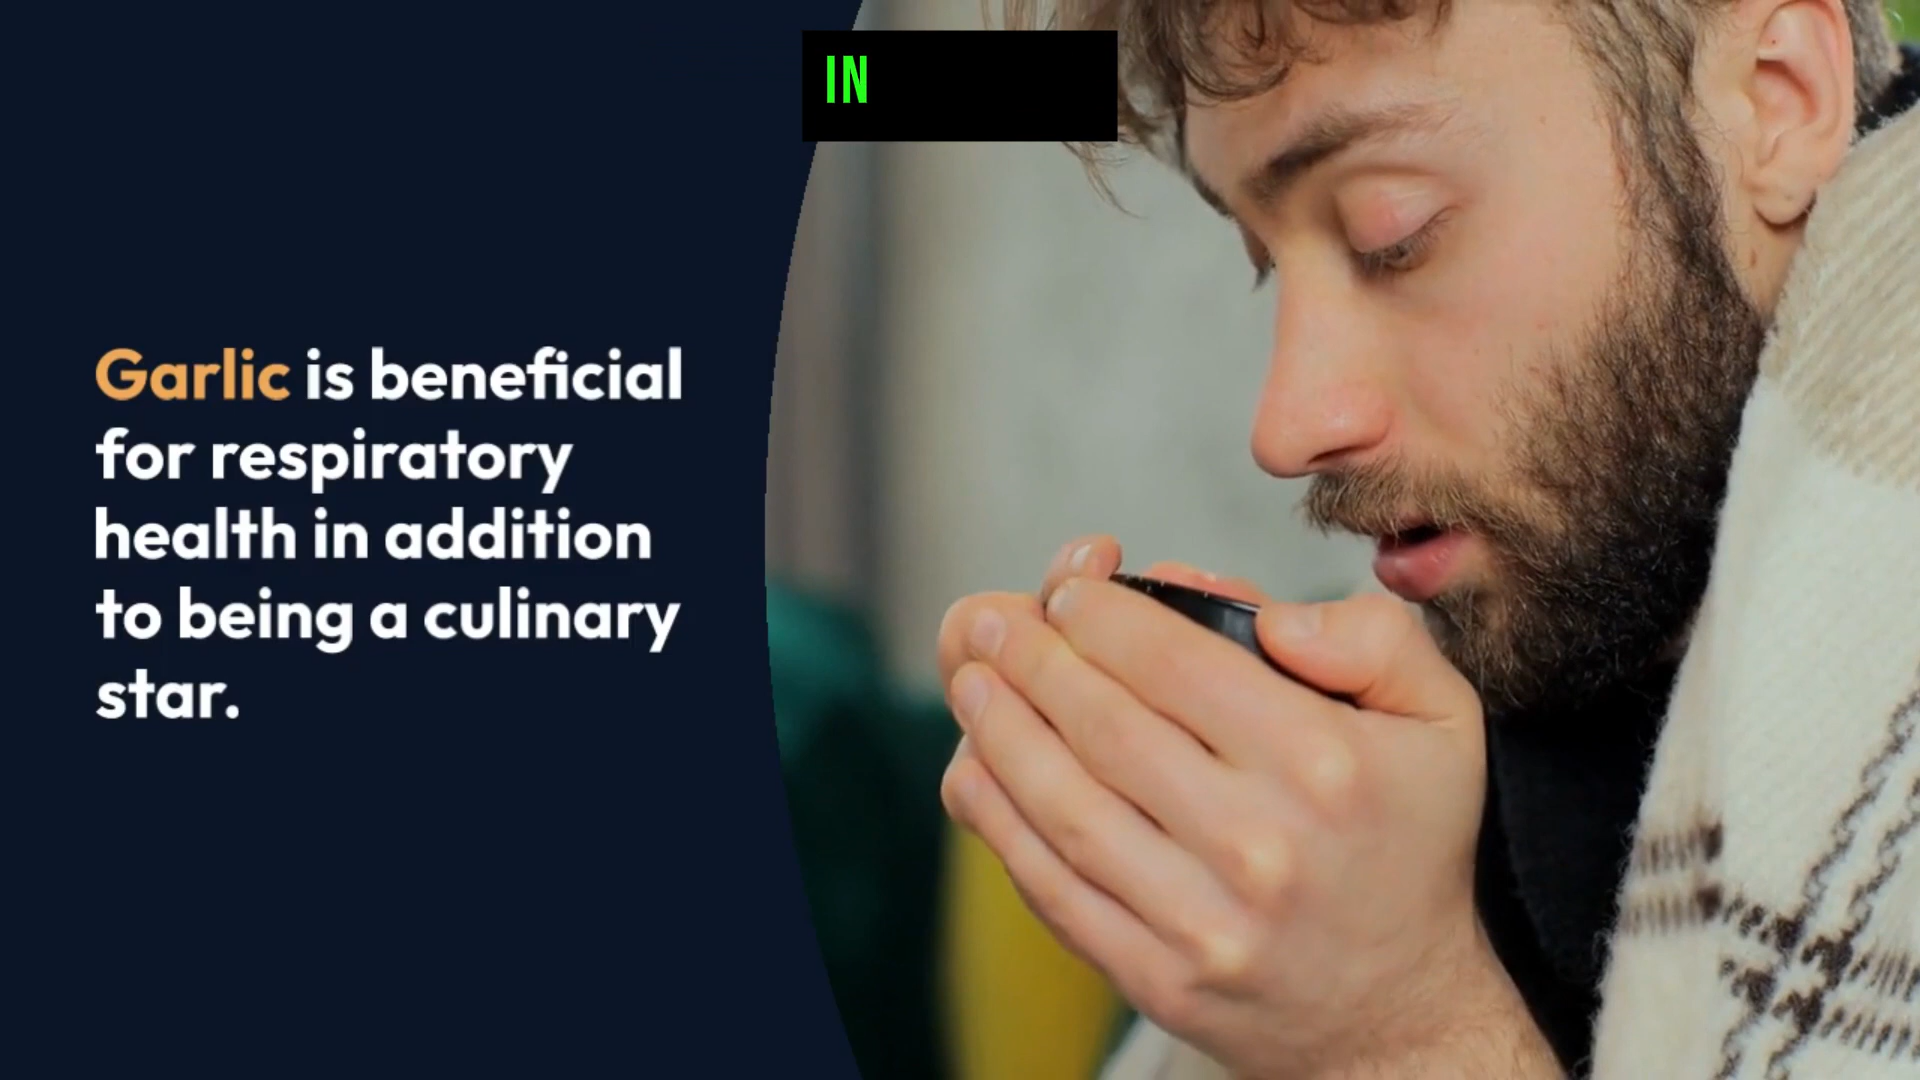 IN
Garlic is beneficial
for respiratory
health in addition
to being a culinary
star.